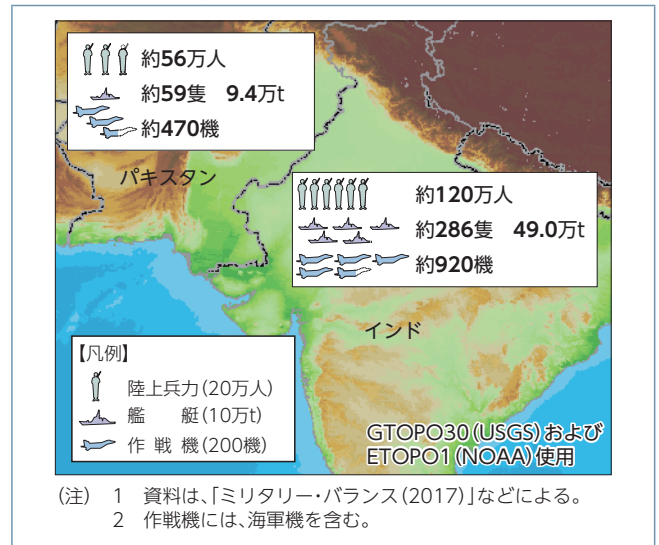 約56万人
約59隻 9.4万t
約470機
パキスタン
約120万人
約286隻 49.0万t
約920機
インド
【凡例】
陸上兵力(20万人)
艦 艇(10万t)
作 戦 機(200機)
GTOPO30(USGS)および
ETOPO1(NOAA)使用
(注) 1 資料は、「ミリタリー・バランス(2017)」などによる。
2 作戦機には、海軍機を含む。